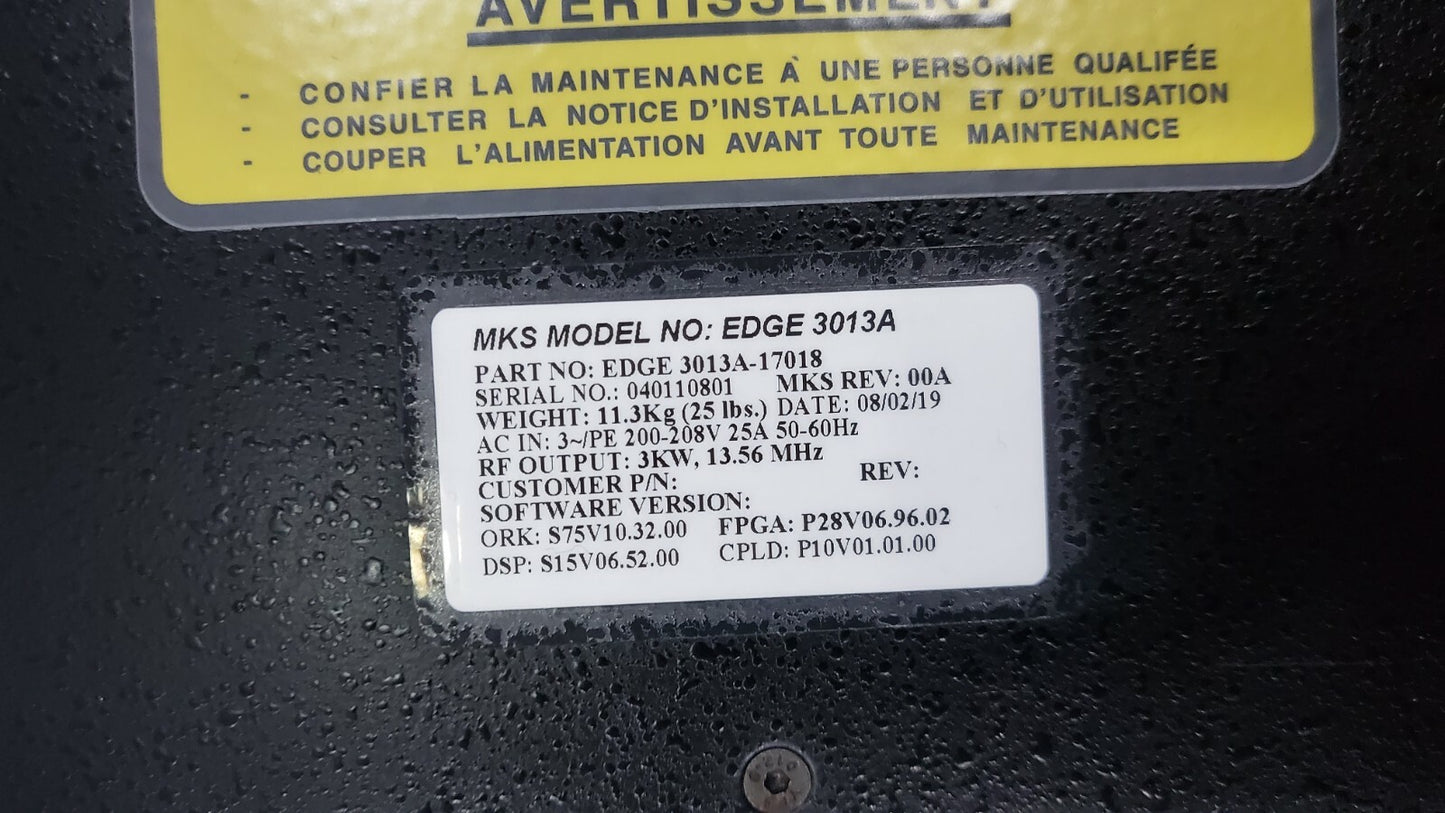 AVERTISSEMENT
- CONFIER LA MAINTENANCE À UNE PERSONNE QUALIFÉE
- CONSULTER LA NOTICE D'INSTALLATION ET D'UTILISATION
- COUPER L'ALIMENTATION AVANT TOUTE MAINTENANCE
MKS MODEL NO: EDGE 3013A
PART NO: EDGE 3013A-17018
SERIAL NO.: 040110801 MKS REV: 00A
WEIGHT: 11.3Kg (25 lbs.) DATE: 08/02/19
AC IN: 3~/PE 200-208V 25A 50-60Hz
RF OUTPUT: 3KW, 13.56 MHz
CUSTOMER P/N: REV:
SOFTWARE VERSION:
ORK: S75V10.32.00 FPGA: P28V06.96.02
DSP: S15V06.52.00 CPLD: P10V01.01.00